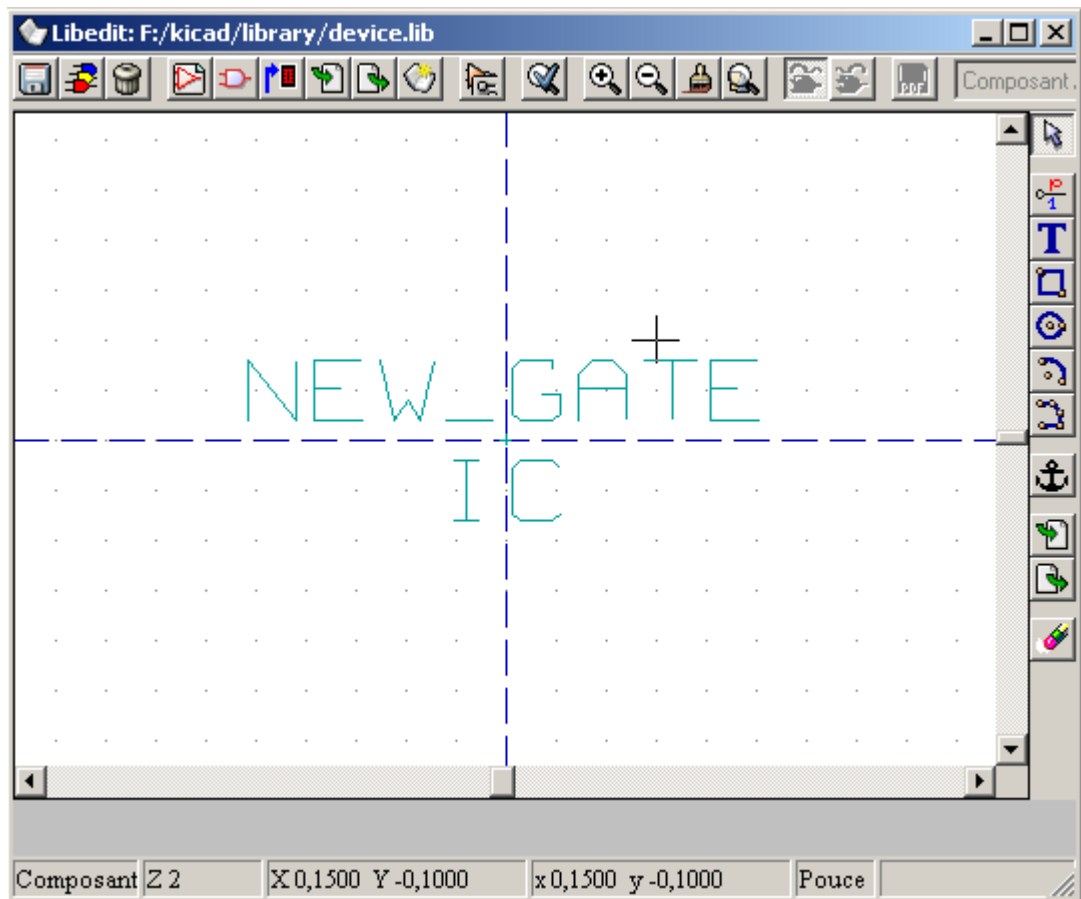 Libedit: F:/kicad/library/device.lib
Composant
NEW_GATE
IC
T
Composant Z 2 X 0,1500 Y -0,1000 x 0,1500 y -0,1000 Pouce